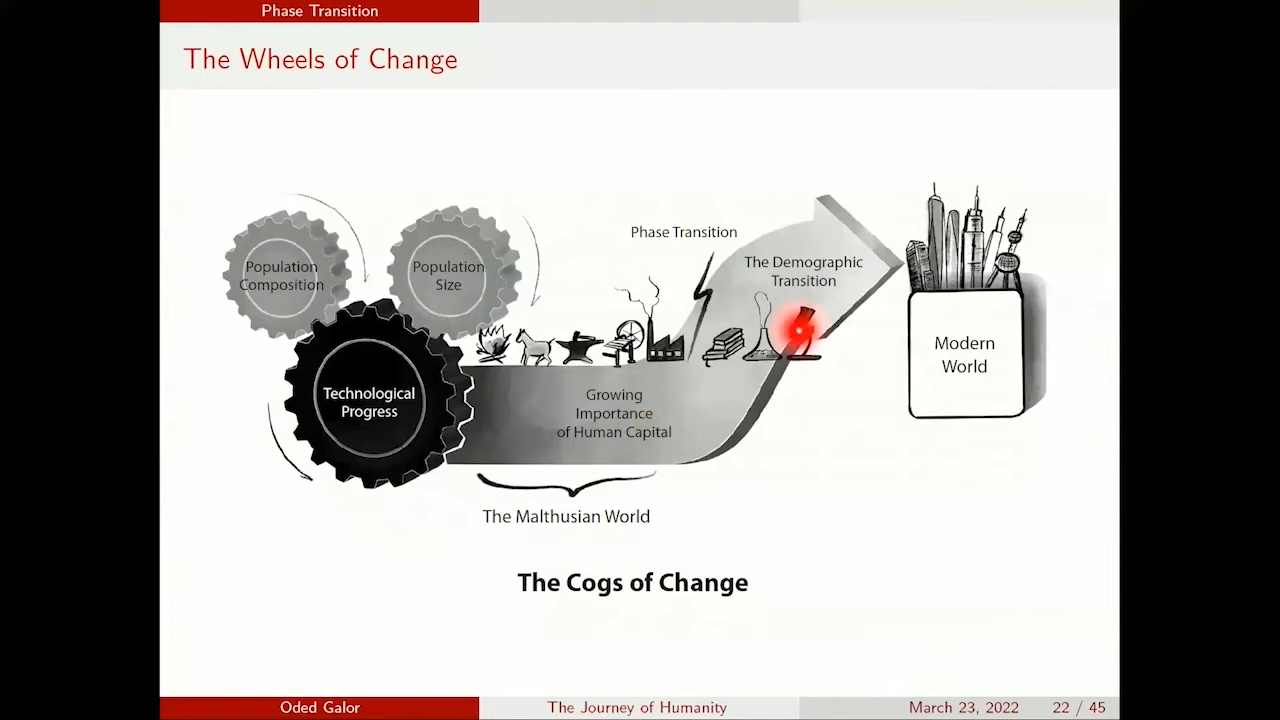 Phase Transition
The Wheels of Change
Population
Composition
Population
Size
Technological
Progress
Phase Transition
The Demographic
Transition
Growing
Importance
of Human Capital
Modern
World
The Malthusian World
The Cogs of Change
Oded Galor
The Journey of Humanity
March 23, 2022
22 / 45